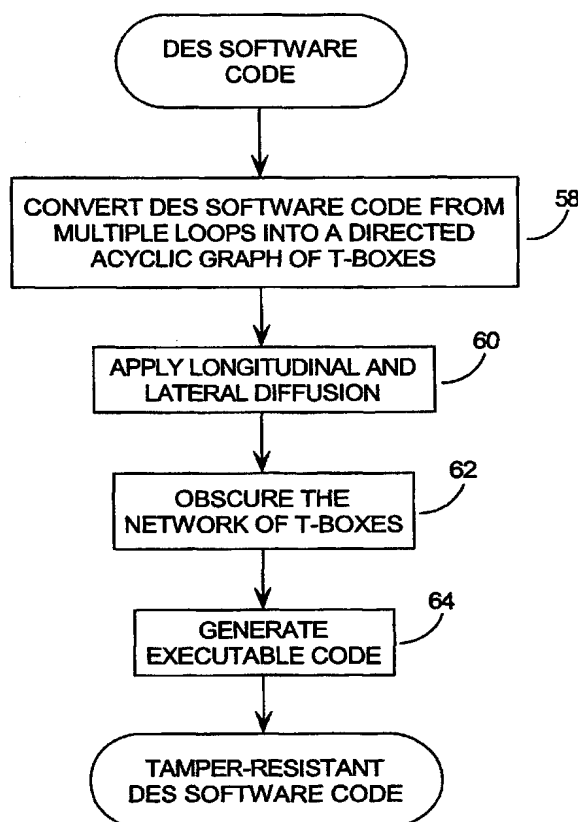 DES SOFTWARE
CODE
CONVERT DES SOFTWARE CODE FROM
MULTIPLE LOOPS INTO A DIRECTED
ACYCLIC GRAPH OF T-BOXES
58
APPLY LONGITUDINAL AND
LATERAL DIFFUSION
60
OBSCURE THE
NETWORK OF T-BOXES
62
GENERATE
EXECUTABLE CODE
64
TAMPER-RESISTANT
DES SOFTWARE CODE